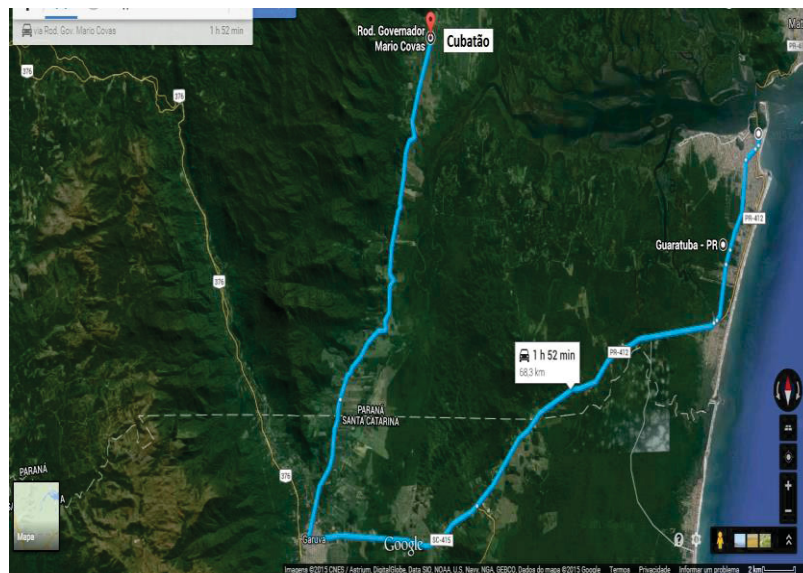 via Rod. Gov. Mario Covas 1 h 52 min
Rod. Governador
Mario Covas
Cubatão
376
376
PR-412
Guaratuba - PR
376
1 h 52 min
68,3 km
PR-412
PARANÁ
SANTA CATARINA
PARANÁ
376
Mapa
Garuva
Google
SC-415
Imagens ©2015 CNES / Astrium, DigitalGlobe, Data SIO, NOAA, U.S. Navy, NGA, GEBCO, Dados do mapa ©2015 Google Termos Privacidade Informar um problema 2 km